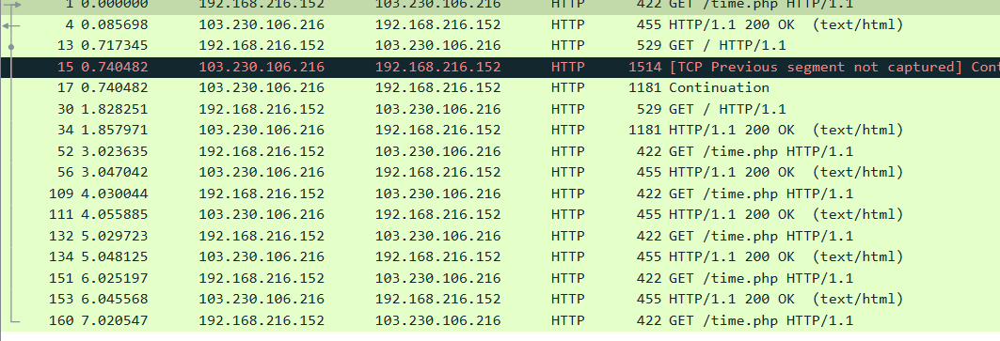 1 0.000000 192.168.216.152 103.230.106.216 HTTP 422 GET /time.php HTTP/1.1
4 0.085698 103.230.106.216 192.168.216.152 HTTP 455 HTTP/1.1 200 OK (text/html)
13 0.717345 192.168.216.152 103.230.106.216 HTTP 529 GET / HTTP/1.1
15 0.740482 103.230.106.216 192.168.216.152 HTTP 1514 [TCP Previous segment not captured] Cont
17 0.740482 103.230.106.216 192.168.216.152 HTTP 1181 Continuation
30 1.828251 192.168.216.152 103.230.106.216 HTTP 529 GET / HTTP/1.1
34 1.857971 103.230.106.216 192.168.216.152 HTTP 1181 HTTP/1.1 200 OK (text/html)
52 3.023635 192.168.216.152 103.230.106.216 HTTP 422 GET /time.php HTTP/1.1
56 3.047042 103.230.106.216 192.168.216.152 HTTP 455 HTTP/1.1 200 OK (text/html)
109 4.030044 192.168.216.152 103.230.106.216 HTTP 422 GET /time.php HTTP/1.1
111 4.055885 103.230.106.216 192.168.216.152 HTTP 455 HTTP/1.1 200 OK (text/html)
132 5.029723 192.168.216.152 103.230.106.216 HTTP 422 GET /time.php HTTP/1.1
134 5.048125 103.230.106.216 192.168.216.152 HTTP 455 HTTP/1.1 200 OK (text/html)
151 6.025197 192.168.216.152 103.230.106.216 HTTP 422 GET /time.php HTTP/1.1
153 6.045568 103.230.106.216 192.168.216.152 HTTP 455 HTTP/1.1 200 OK (text/html)
160 7.020547 192.168.216.152 103.230.106.216 HTTP 422 GET /time.php HTTP/1.1